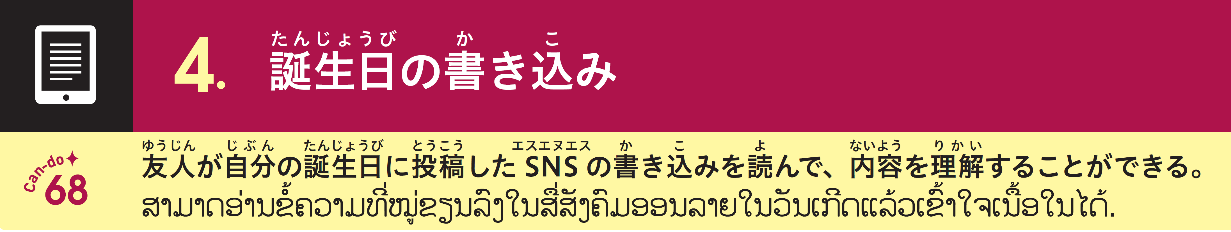 たんじょうび か こ
4. 誕生日の書き込み
Can-do
68
ゆうじん じぶん たんじょうび とうこう エスエヌエス か こ よ ないよう りかい
友人が自分の誕生日に投稿したSNSの書き込みを読んで、内容を理解することができる。
ສາມາດອ່ານຂໍ້ຄວາມທີ່ໝູ່ຂຽນລົງໃນສື່ສັງຄົມອອນລາຍໃນວັນເກີດແລ້ວເຂົ້າໃຈເນື້ອໃນໄດ້.